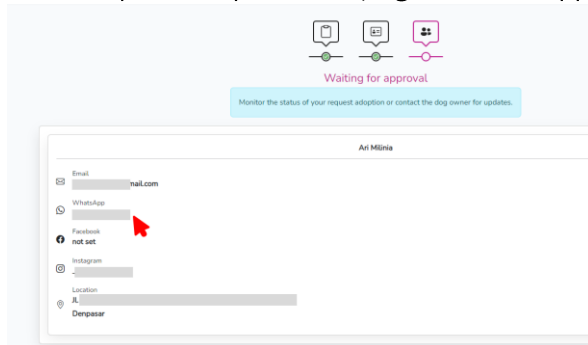 Waiting for approval
Monitor the status of your request adoption or contact the dog owner for updates.
Ari Milinia
Email
mail.com
WhatsApp
Facebook
not set
Instagram
Location
JL
Denpasar